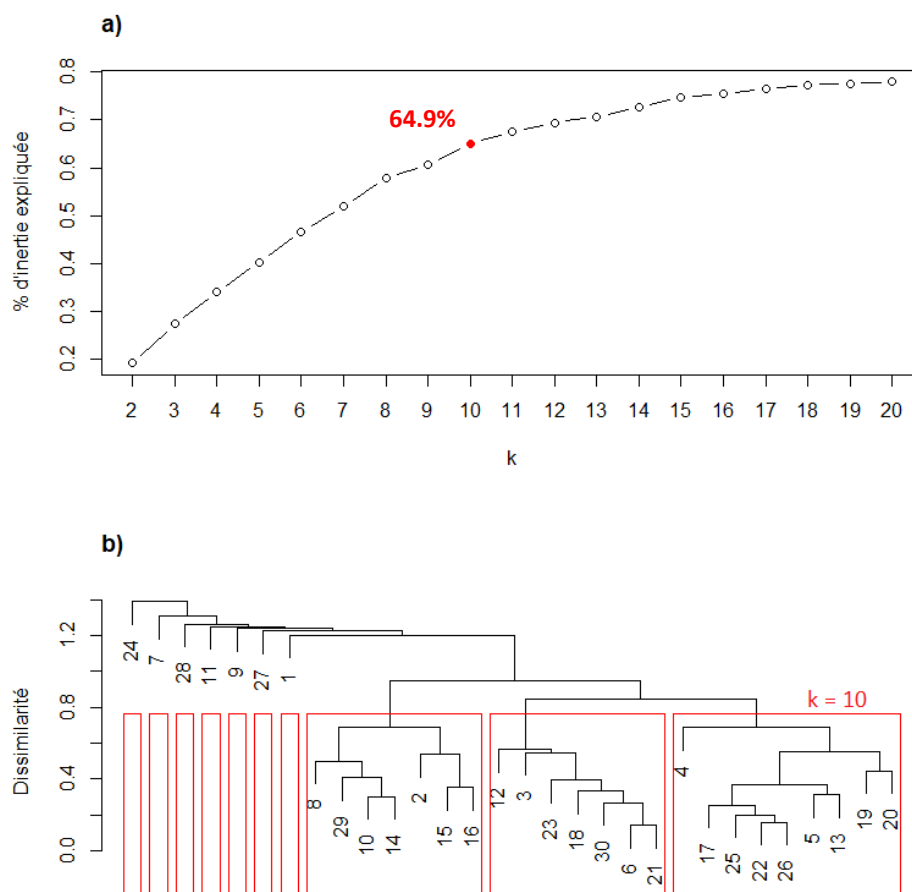 a)
% d'inertie expliquée
0.8
0.7
0.6
0.5
0.4
0.3
0.2
64.9%
2 3 4 5 6 7 8 9 10 11 12 13 14 15 16 17 18 19 20
k
b)
Dissimilarité
1.2
0.8
0.4
0.0
k = 10
24 7 28 11 9 27 1
8 29 10 14 2 15 16
12 3 23 18 30 6 21
4 17 25 22 26 5 13 19 20